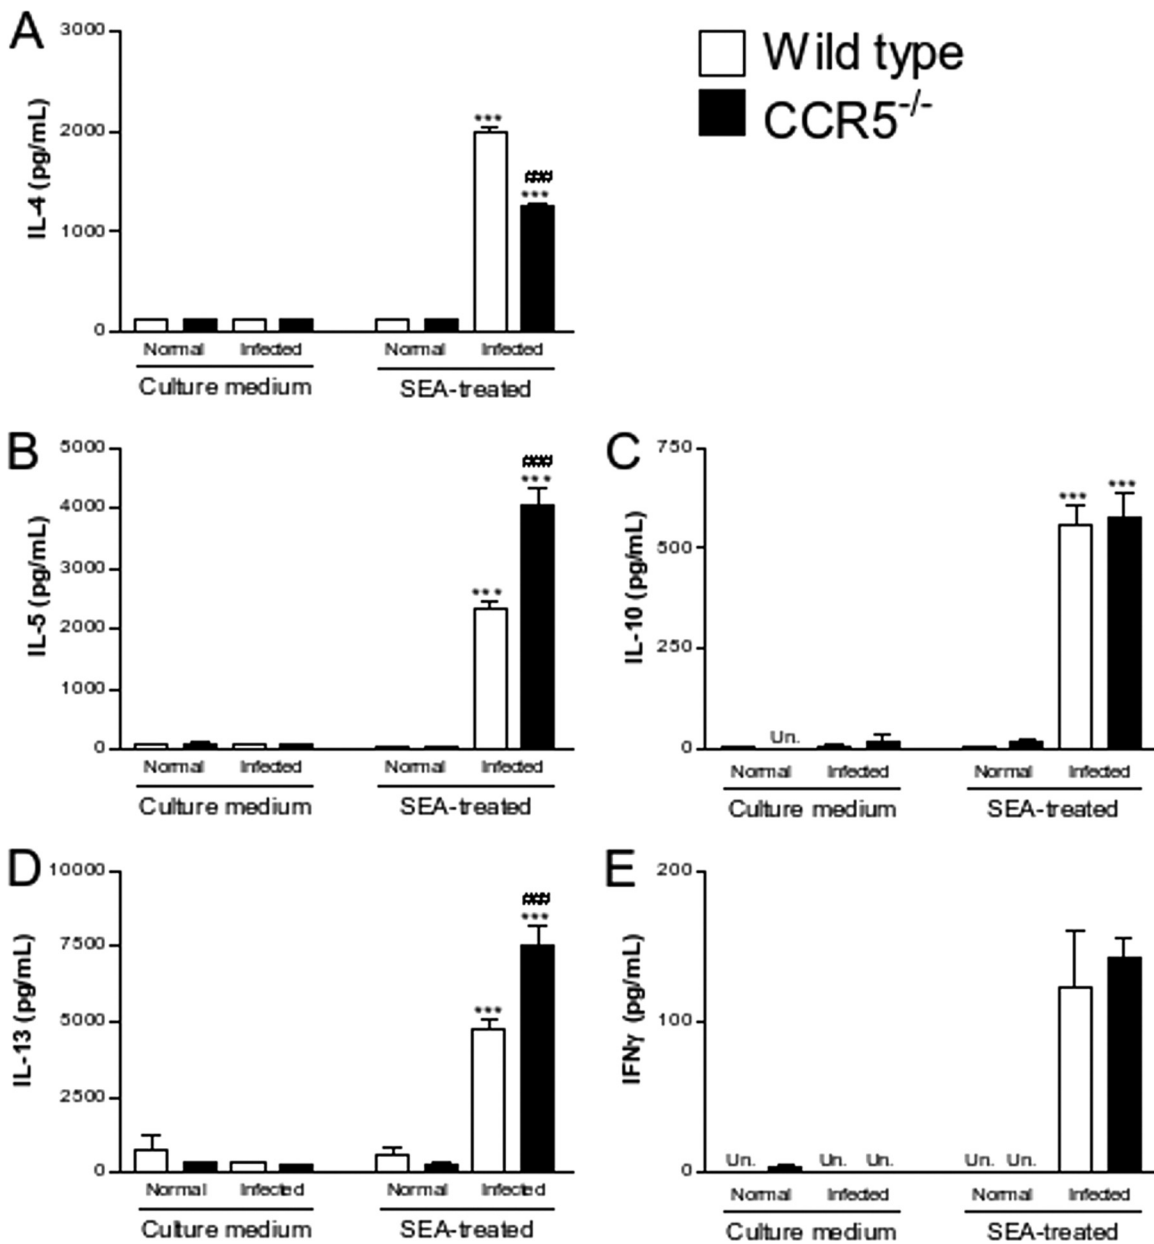 A
3000
2000
1000
0
IL-4 (pg/mL)
***
###
***
Normal Infected Normal Infected
Culture medium SEA-treated
Wild type
CCR5-/-
B
5000
4000
3000
2000
1000
0
IL-5 (pg/mL)
***
###
***
Normal Infected Normal Infected
Culture medium SEA-treated
C
750
500
250
0
IL-10 (pg/mL)
Un.
*** ***
Normal Infected Normal Infected
Culture medium SEA-treated
D
10000
7500
5000
2500
0
IL-13 (pg/mL)
***
###
***
Normal Infected Normal Infected
Culture medium SEA-treated
E
200
100
0
IFNγ (pg/mL)
Un. Un. Un. Un. Un.
Normal Infected Normal Infected
Culture medium SEA-treated